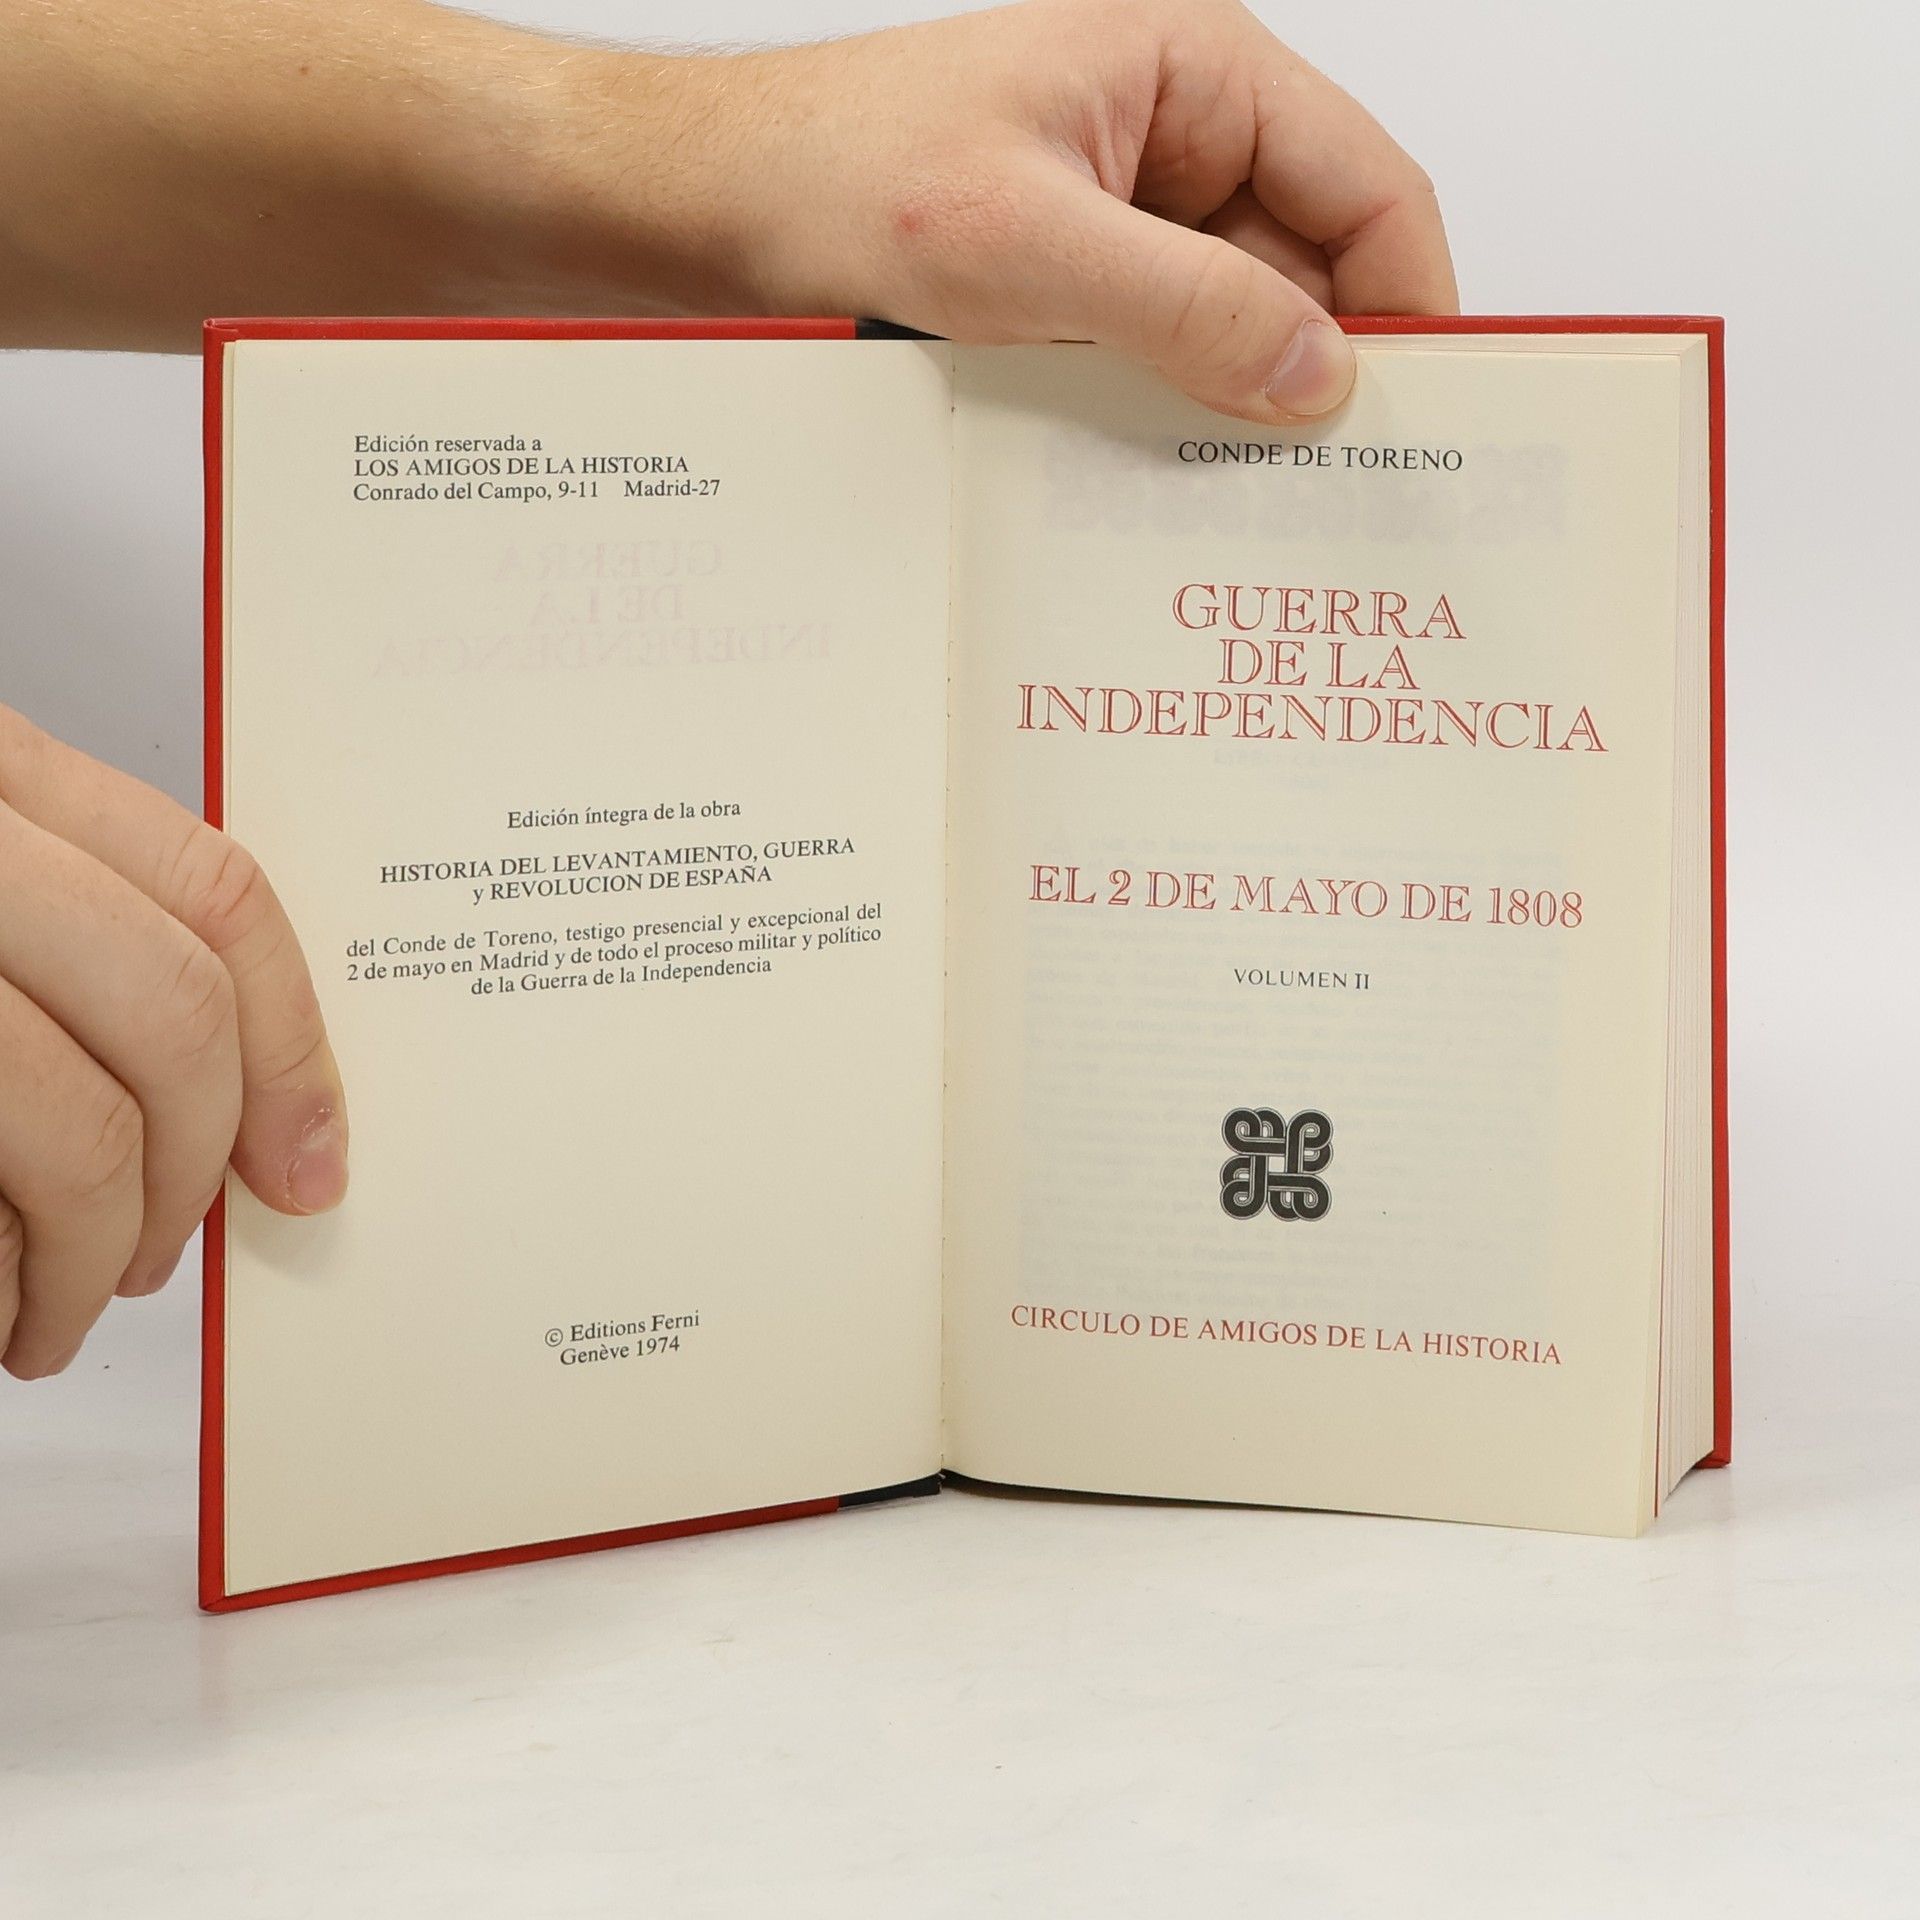 Edición reservada a
LOS AMIGOS DE LA HISTORIA
Conrado del Campo, 9-11 Madrid-27
Edición íntegra de la obra
HISTORIA DEL LEVANTAMIENTO, GUERRA
y REVOLUCION DE ESPAÑA
del Conde de Toreno, testigo presencial y excepcional del
2 de mayo en Madrid y de todo el proceso militar y político
de la Guerra de la Independencia
© Editions Ferni
Genève 1974
CONDE DE TORENO
GUERRA
DE LA
INDEPENDENCIA
EL 2 DE MAYO DE 1808
VOLUMEN II
CIRCULO DE AMIGOS DE LA HISTORIA